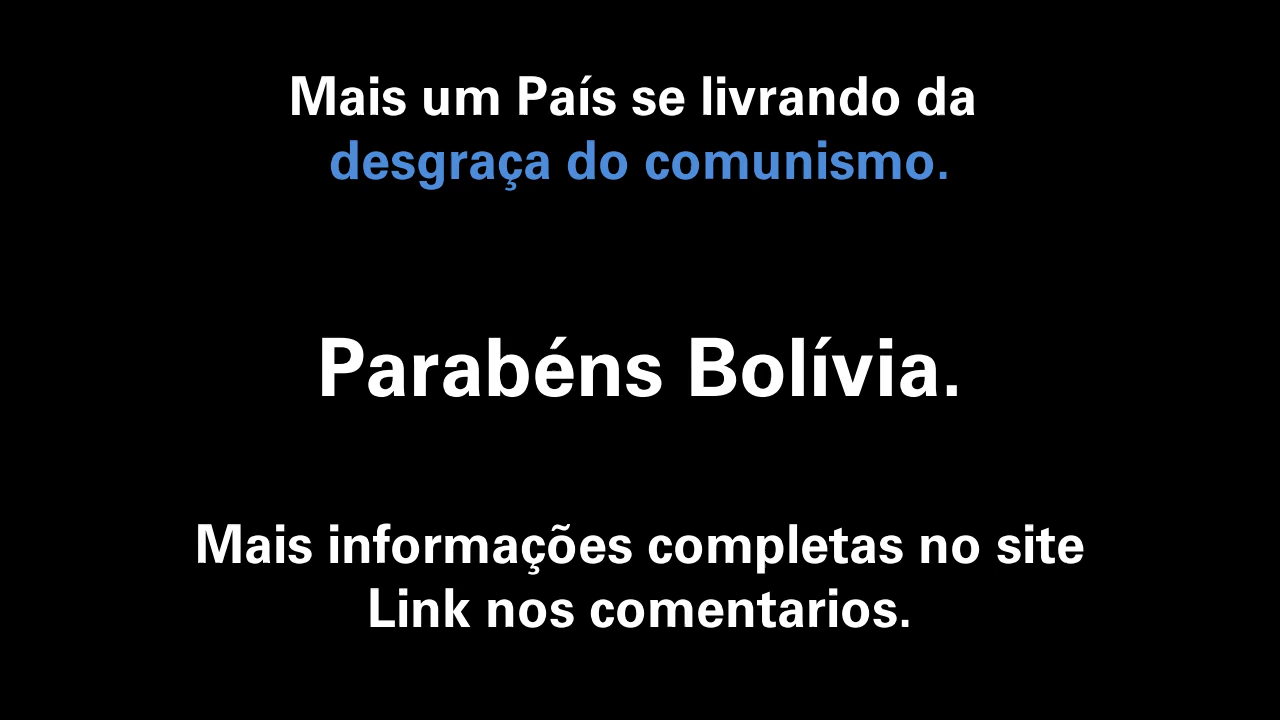 Mais um País se livrando da
desgraça do comunismo.
Parabéns Bolívia.
Mais informações completas no site
Link nos comentarios.